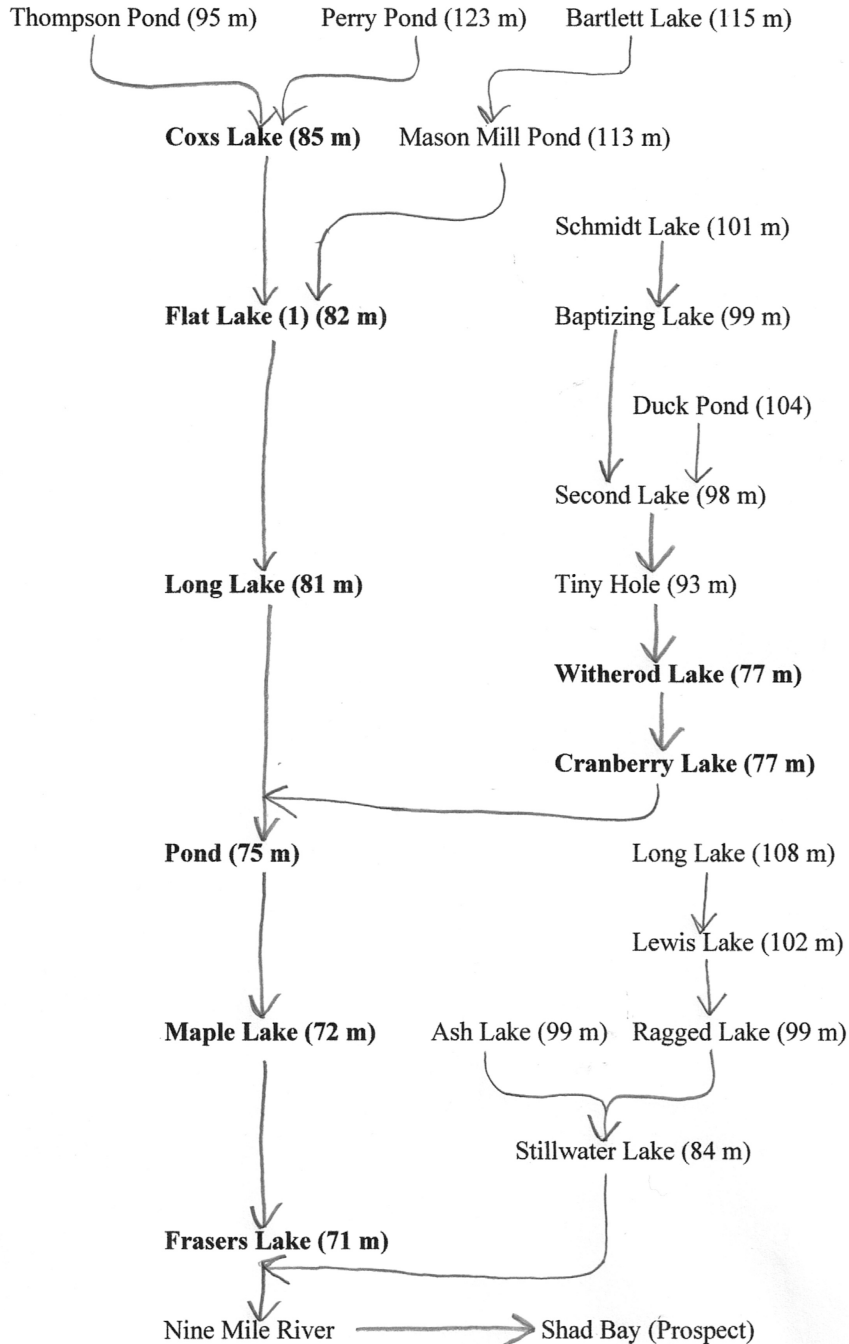 Thompson Pond (95 m) Perry Pond (123 m) Bartlett Lake (115 m)
Coxs Lake (85 m) Mason Mill Pond (113 m)
Schmidt Lake (101 m)
Flat Lake (1) (82 m) Baptizing Lake (99 m)
Duck Pond (104)
Second Lake (98 m)
Long Lake (81 m) Tiny Hole (93 m)
Witherod Lake (77 m)
Cranberry Lake (77 m)
Pond (75 m) Long Lake (108 m)
Lewis Lake (102 m)
Maple Lake (72 m) Ash Lake (99 m) Ragged Lake (99 m)
Stillwater Lake (84 m)
Frasers Lake (71 m)
Nine Mile River Shad Bay (Prospect)